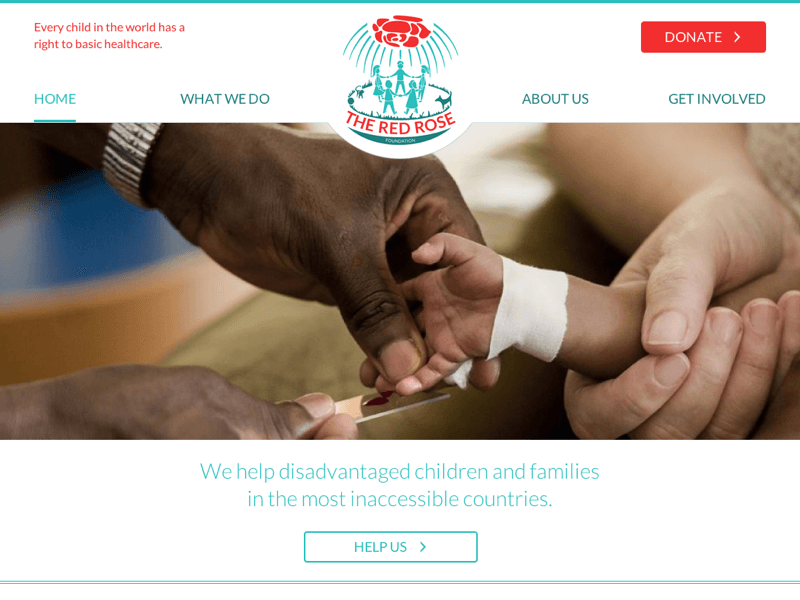 Every child in the world has a
right to basic healthcare.
DONATE
HOME
WHAT WE DO
THE RED ROSE
FOUNDATION
ABOUT US
GET INVOLVED
We help disadvantaged children and families
in the most inaccessible countries.
HELP US